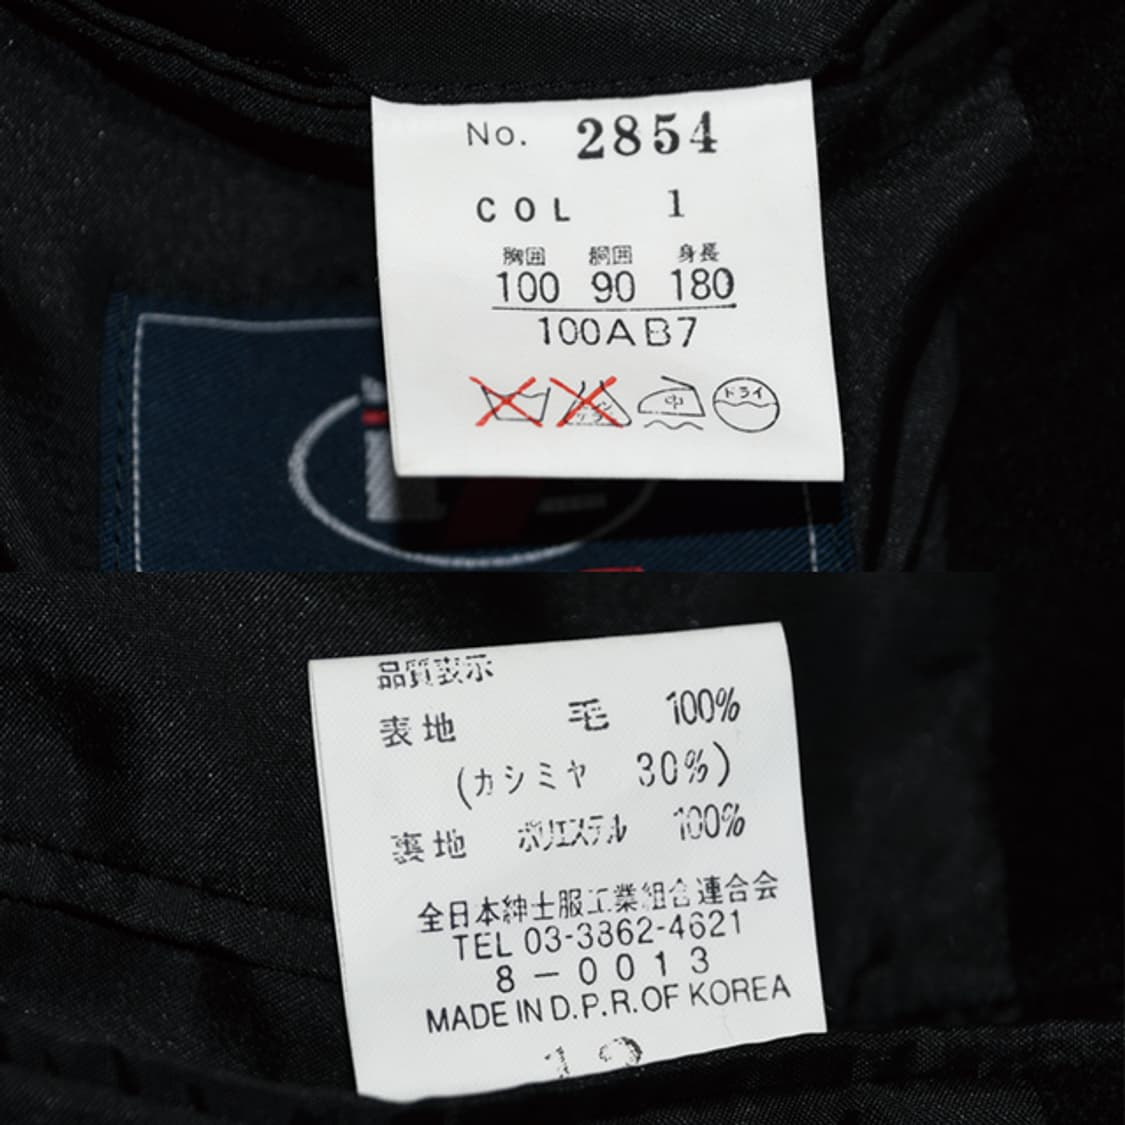 No. 2854
COL 1
胸囲 胴囲 身長
100 90 180
100AB7
中 ドライ
品質表示
表地 毛 100%
(カシミヤ 30%)
裏地 ポリエステル 100%
全日本紳士服工業組合連合会
TEL 03-3862-4621
8-0013
MADE IN D.P.R.OF KOREA